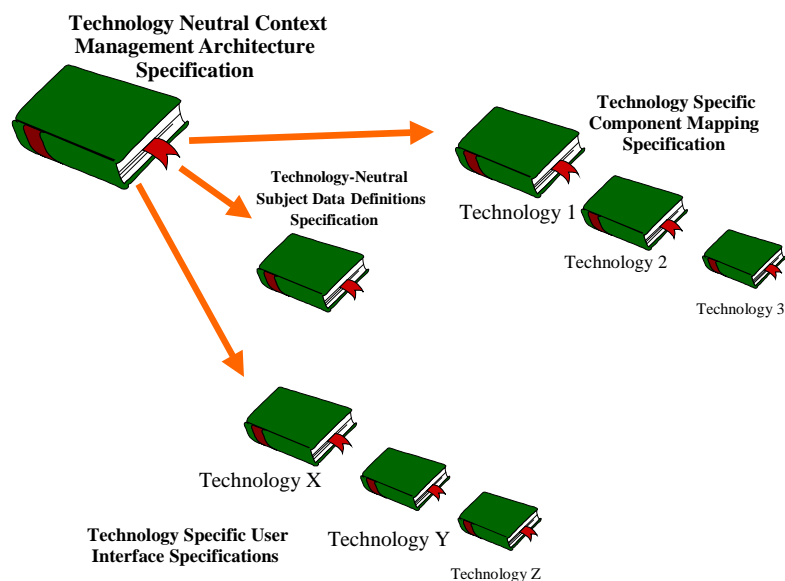 Technology Neutral Context
Management Architecture
Specification
Technology Specific
Component Mapping
Specification
Technology-Neutral
Subject Data Definitions
Specification
Technology 1
Technology 2
Technology 3
Technology X
Technology Y
Technology Z
Technology Specific User
Interface Specifications